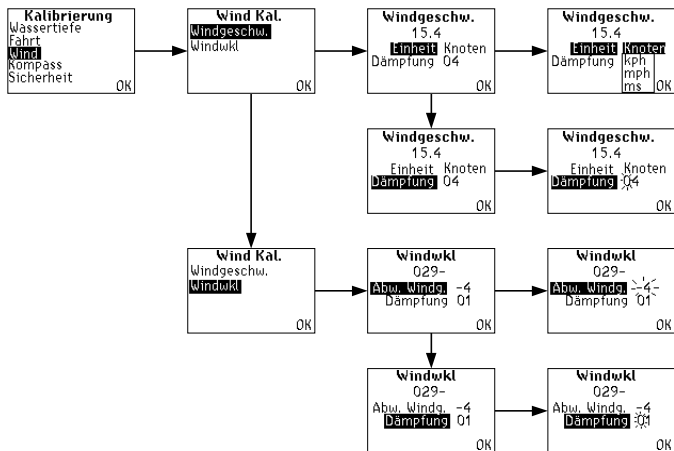 Kalibrierung
Wassertiefe
Fahrt
Wind
Kompass
Sicherheit
OK
Wind Kal.
Windgeschw.
Windwkl
OK
Windgeschw.
15.4
Einheit Knoten
Dämpfung 04
OK
Windgeschw.
15.4
Einheit Knoten
Dämpfung kph
mph
ms OK
Windgeschw.
15.4
Einheit Knoten
Dämpfung 04
OK
Windgeschw.
15.4
Einheit Knoten
Dämpfung 04
OK
Wind Kal.
Windgeschw.
Windwkl
OK
Windwkl
029-
Abw. Windg. -4
Dämpfung 01
OK
Windwkl
029-
Abw. Windg. -4
Dämpfung 01
OK
Windwkl
029-
Abw. Windg. -4
Dämpfung 01
OK
Windwkl
029-
Abw. Windg. -4
Dämpfung 01
OK